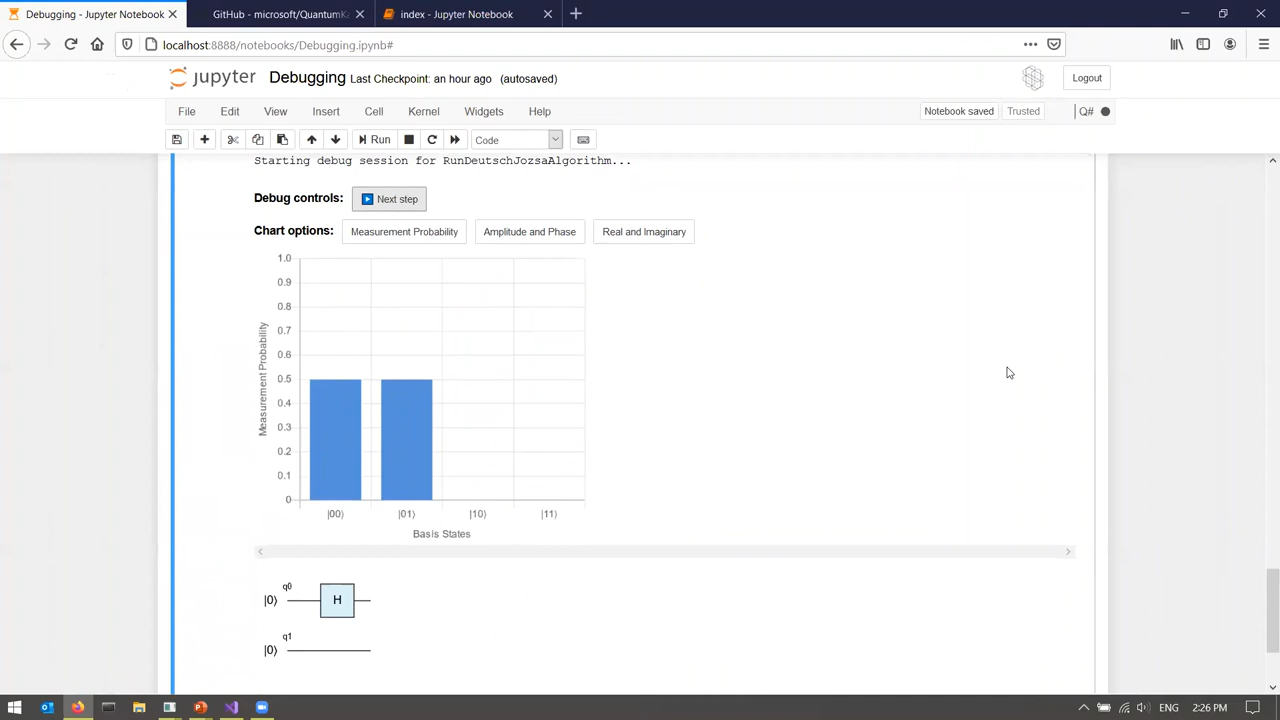 Debugging - Jupyter Notebook
GitHub - microsoft/QuantumKa
index - Jupyter Notebook
localhost:8888/notebooks/Debugging.ipynb#
jupyter Debugging Last Checkpoint: an hour ago (autosaved)
Logout
File Edit View Insert Cell Kernel Widgets Help
Notebook saved Trusted Q#
Run Code
Starting debug session for RunDeutschJozsaAlgorithm...
Debug controls: Next step
Chart options: Measurement Probability Amplitude and Phase Real and Imaginary
1.0
0.9
0.8
0.7
0.6
0.5
0.4
0.3
0.2
0.1
0
Measurement Probability
|00⟩ |01⟩ |10⟩ |11⟩
Basis States
q0
|0⟩ H
q1
|0⟩
ENG 2:26 PM